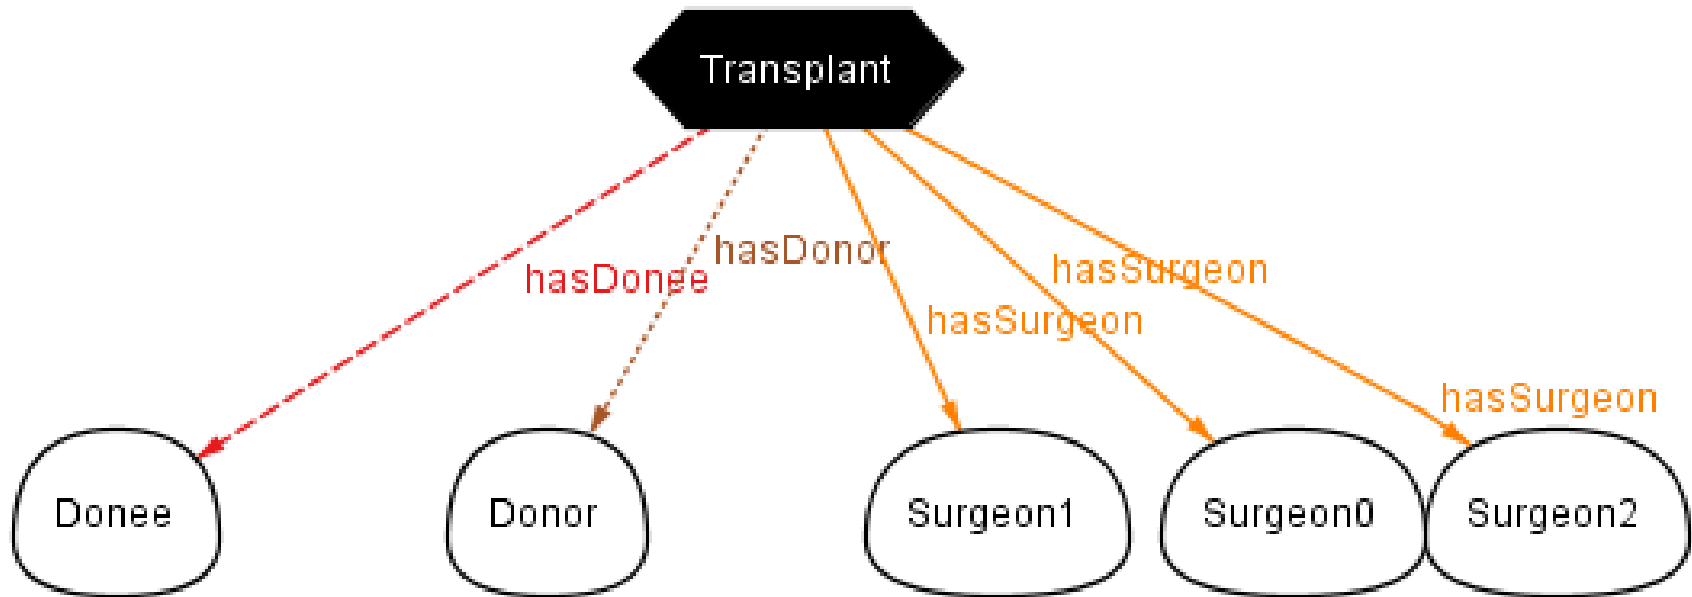 Transplant
hasDonor
hasSurgeon
hasDonee
hasSurgeon
hasSurgeon
Donee
Donor
Surgeon1
Surgeon0
Surgeon2